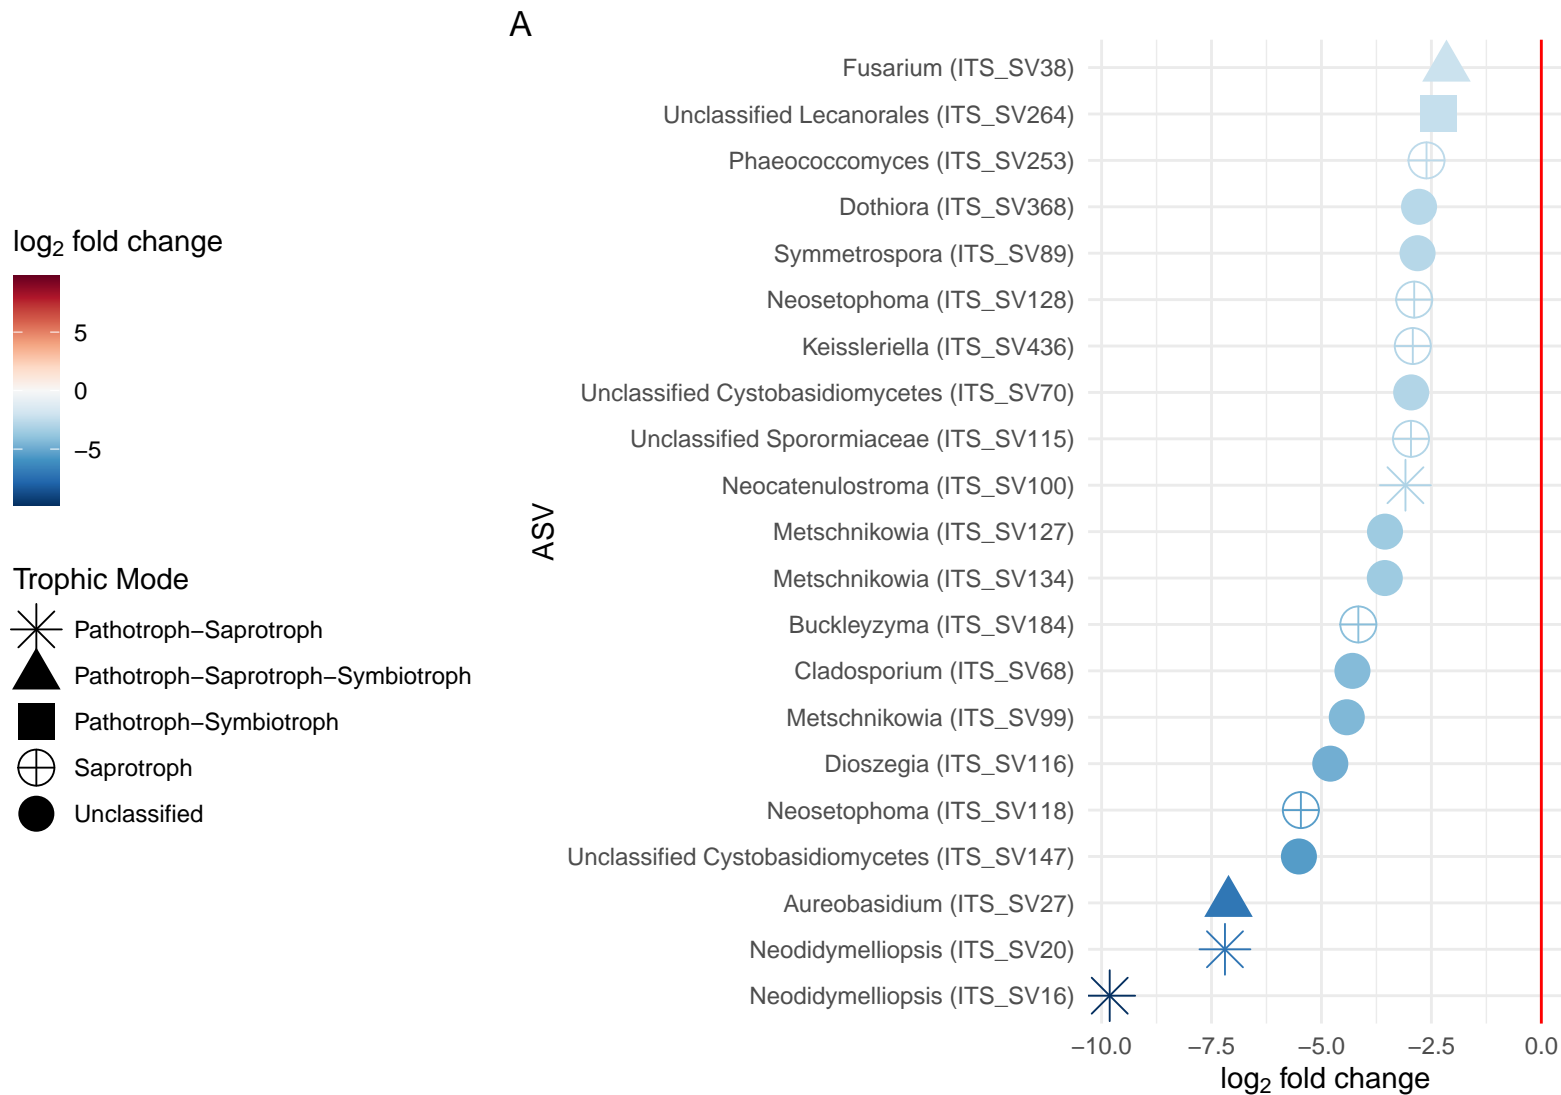 A
log2 fold change
5
0
−5
Trophic Mode
Pathotroph−Saprotroph
Pathotroph−Saprotroph−Symbiotroph
Pathotroph−Symbiotroph
Saprotroph
Unclassified
ASV
Fusarium (ITS_SV38)
Unclassified Lecanorales (ITS_SV264)
Phaeococcomyces (ITS_SV253)
Dothiora (ITS_SV368)
Symmetrospora (ITS_SV89)
Neosetophoma (ITS_SV128)
Keissleriella (ITS_SV436)
Unclassified Cystobasidiomycetes (ITS_SV70)
Unclassified Sporormiaceae (ITS_SV115)
Neocatenulostroma (ITS_SV100)
Metschnikowia (ITS_SV127)
Metschnikowia (ITS_SV134)
Buckleyzyma (ITS_SV184)
Cladosporium (ITS_SV68)
Metschnikowia (ITS_SV99)
Dioszegia (ITS_SV116)
Neosetophoma (ITS_SV118)
Unclassified Cystobasidiomycetes (ITS_SV147)
Aureobasidium (ITS_SV27)
Neodidymelliopsis (ITS_SV20)
Neodidymelliopsis (ITS_SV16)
−10.0 −7.5 −5.0 −2.5 0.0
log2 fold change